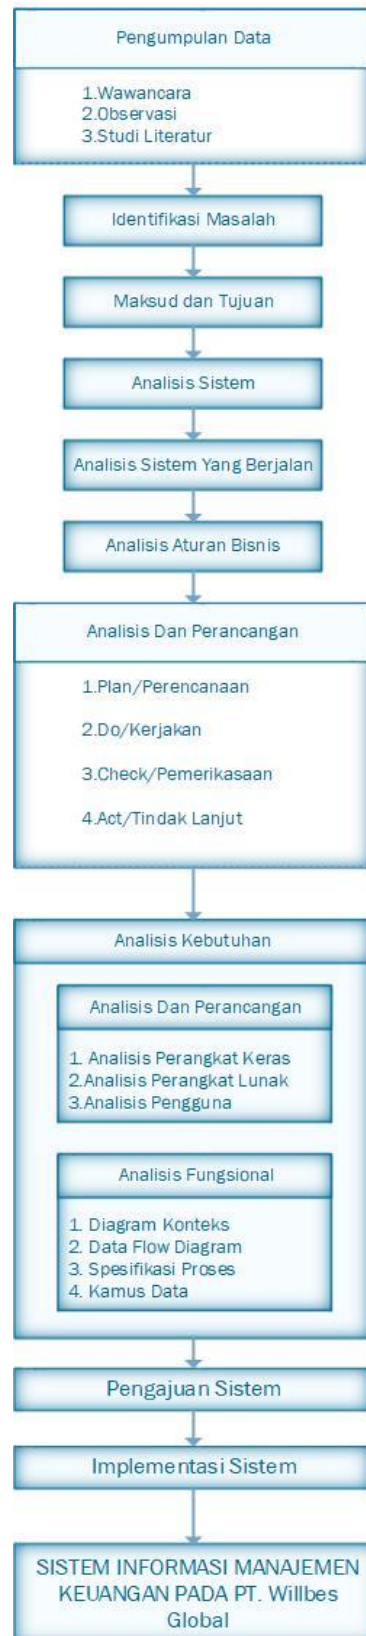 Pengumpulan Data
1.Wawancara
2.Observasi
3.Studi Literatur
Identifikasi Masalah
Maksud dan Tujuan
Analisis Sistem
Analisis Sistem Yang Berjalan
Analisis Aturan Bisnis
Analisis Dan Perancangan
1.Plan/Perencanaan
2.Do/Kerjakan
3.Check/Pemerikasaan
4.Act/Tindak Lanjut
Analisis Kebutuhan
Analisis Dan Perancangan
1. Analisis Perangkat Keras
2.Analisis Perangkat Lunak
3.Analisis Pengguna
Analisis Fungsional
1. Diagram Konteks
2. Data Flow Diagram
3. Spesifikasi Proses
4. Kamus Data
Pengajuan Sistem
Implementasi Sistem
SISTEM INFORMASI MANAJEMEN
KEUANGAN PADA PT. Willbes
Global